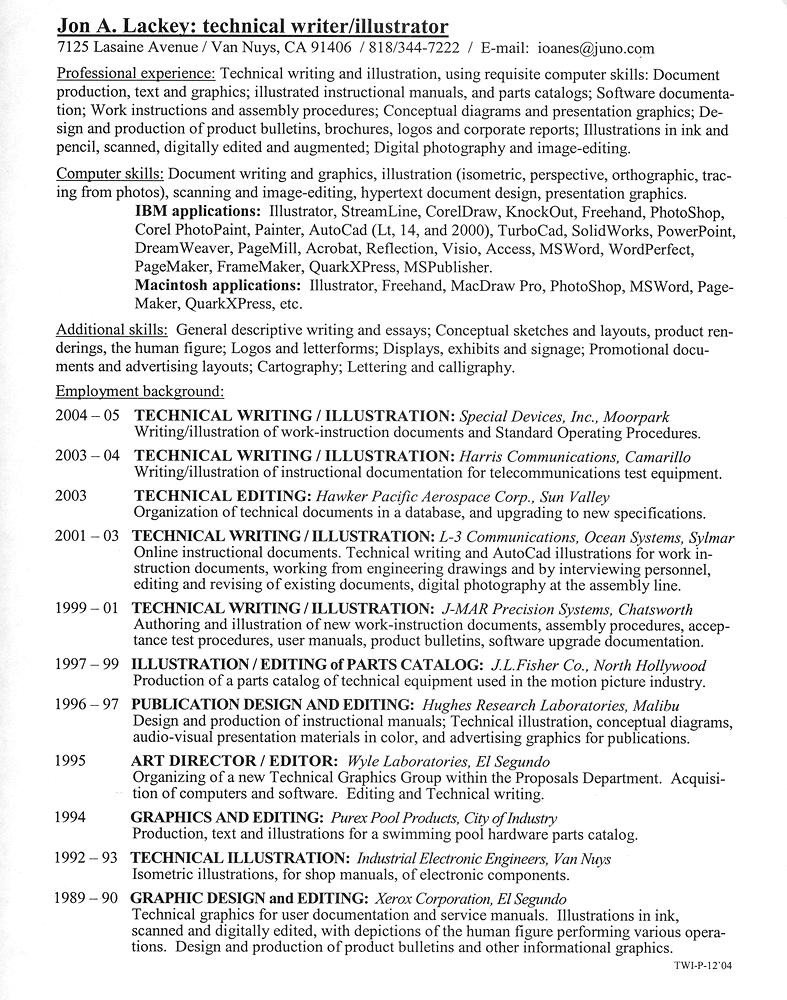 Jon A. Lackey: technical writer/illustrator
7125 Lasaine Avenue / Van Nuys, CA 91406 / 818/344-7222 / E-mail: ioanes@juno.com
Professional experience: Technical writing and illustration, using requisite computer skills: Document
production, text and graphics; illustrated instructional manuals, and parts catalogs; Software documenta-
tion; Work instructions and assembly procedures; Conceptual diagrams and presentation graphics; De-
sign and production of product bulletins, brochures, logos and corporate reports; Illustrations in ink and
pencil, scanned, digitally edited and augmented; Digital photography and image-editing.
Computer skills: Document writing and graphics, illustration (isometric, perspective, orthographic, trac-
ing from photos), scanning and image-editing, hypertext document design, presentation graphics.
IBM applications: Illustrator, StreamLine, CorelDraw, KnockOut, Freehand, PhotoShop,
Corel PhotoPaint, Painter, AutoCad (Lt, 14, and 2000), TurboCad, SolidWorks, PowerPoint,
DreamWeaver, PageMill, Acrobat, Reflection, Visio, Access, MSWord, WordPerfect,
PageMaker, FrameMaker, QuarkXPress, MSPublisher.
Macintosh applications: Illustrator, Freehand, MacDraw Pro, PhotoShop, MSWord, Page-
Maker, QuarkXPress, etc.
Additional skills: General descriptive writing and essays; Conceptual sketches and layouts, product ren-
derings, the human figure; Logos and letterforms; Displays, exhibits and signage; Promotional docu-
ments and advertising layouts; Cartography; Lettering and calligraphy.
Employment background:
2004 – 05 TECHNICAL WRITING / ILLUSTRATION: Special Devices, Inc., Moorpark
Writing/illustration of work-instruction documents and Standard Operating Procedures.
2003 – 04 TECHNICAL WRITING / ILLUSTRATION: Harris Communications, Camarillo
Writing/illustration of instructional documentation for telecommunications test equipment.
2003 TECHNICAL EDITING: Hawker Pacific Aerospace Corp., Sun Valley
Organization of technical documents in a database, and upgrading to new specifications.
2001 – 03 TECHNICAL WRITING / ILLUSTRATION: L-3 Communications, Ocean Systems, Sylmar
Online instructional documents. Technical writing and AutoCad illustrations for work in-
struction documents, working from engineering drawings and by interviewing personnel,
editing and revising of existing documents, digital photography at the assembly line.
1999 – 01 TECHNICAL WRITING / ILLUSTRATION: J-MAR Precision Systems, Chatsworth
Authoring and illustration of new work-instruction documents, assembly procedures, accep-
tance test procedures, user manuals, product bulletins, software upgrade documentation.
1997 – 99 ILLUSTRATION / EDITING of PARTS CATALOG: J.L.Fisher Co., North Hollywood
Production of a parts catalog of technical equipment used in the motion picture industry.
1996 – 97 PUBLICATION DESIGN AND EDITING: Hughes Research Laboratories, Malibu
Design and production of instructional manuals; Technical illustration, conceptual diagrams,
audio-visual presentation materials in color, and advertising graphics for publications.
1995 ART DIRECTOR / EDITOR: Wyle Laboratories, El Segundo
Organizing of a new Technical Graphics Group within the Proposals Department. Acquisi-
tion of computers and software. Editing and Technical writing.
1994 GRAPHICS AND EDITING: Purex Pool Products, City of Industry
Production, text and illustrations for a swimming pool hardware parts catalog.
1992 – 93 TECHNICAL ILLUSTRATION: Industrial Electronic Engineers, Van Nuys
Isometric illustrations, for shop manuals, of electronic components.
1989 – 90 GRAPHIC DESIGN and EDITING: Xerox Corporation, El Segundo
Technical graphics for user documentation and service manuals. Illustrations in ink,
scanned and digitally edited, with depictions of the human figure performing various opera-
tions. Design and production of product bulletins and other informational graphics.
TWI-P-12'04